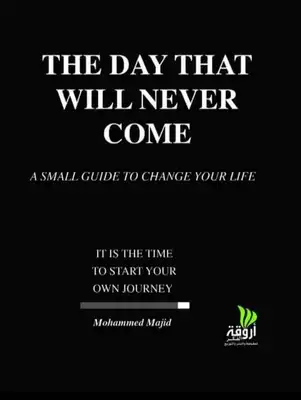 THE DAY THAT
WILL NEVER
COME
A SMALL GUIDE TO CHANGE YOUR LIFE
IT IS THE TIME
TO START YOUR
OWN JOURNEY
Mohammed Majid
أروقة